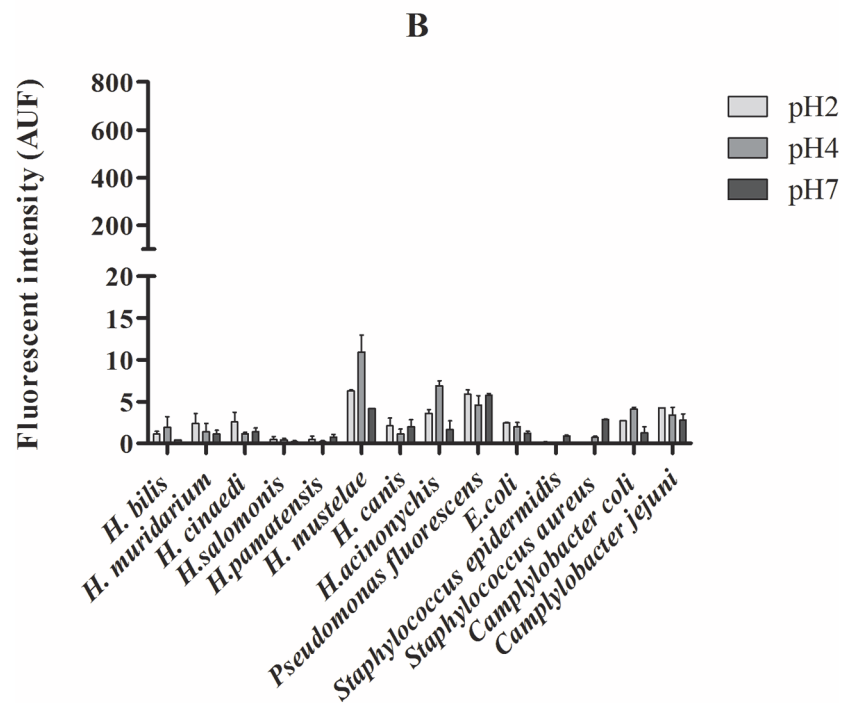 B
Fluorescent intensity (AUF)
800
600
400
200
20
15
10
5
0
pH2
pH4
pH7
H. bilis
H. muridarium
H. cinaedi
H.salomonis
H.pamatensis
H. mustelae
H. canis
H.acinonychis
Pseudomonas fluorescens
E.coli
Staphylococcus epidermidis
Staphylococcus aureus
Camplylobacter coli
Camplylobacter jejuni